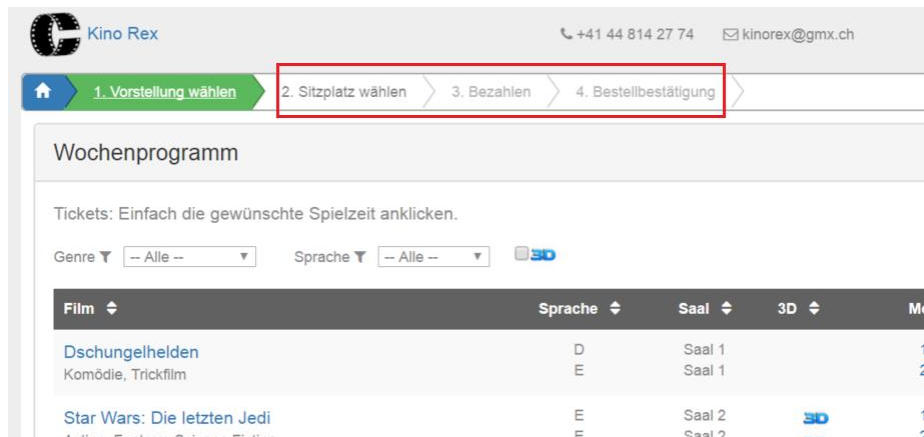 Kino Rex
+41 44 814 27 74 kinorex@gmx.ch
1. Vorstellung wählen 2. Sitzplatz wählen 3. Bezahlen 4. Bestellbestätigung
Wochenprogramm
Tickets: Einfach die gewünschte Spielzeit anklicken.
Genre -- Alle -- Sprache -- Alle -- 3D
Film Sprache Saal 3D
Dschungelhelden D Saal 1
Komödie, Trickfilm E Saal 1
Star Wars: Die letzten Jedi E Saal 2 3D
E Saal 2